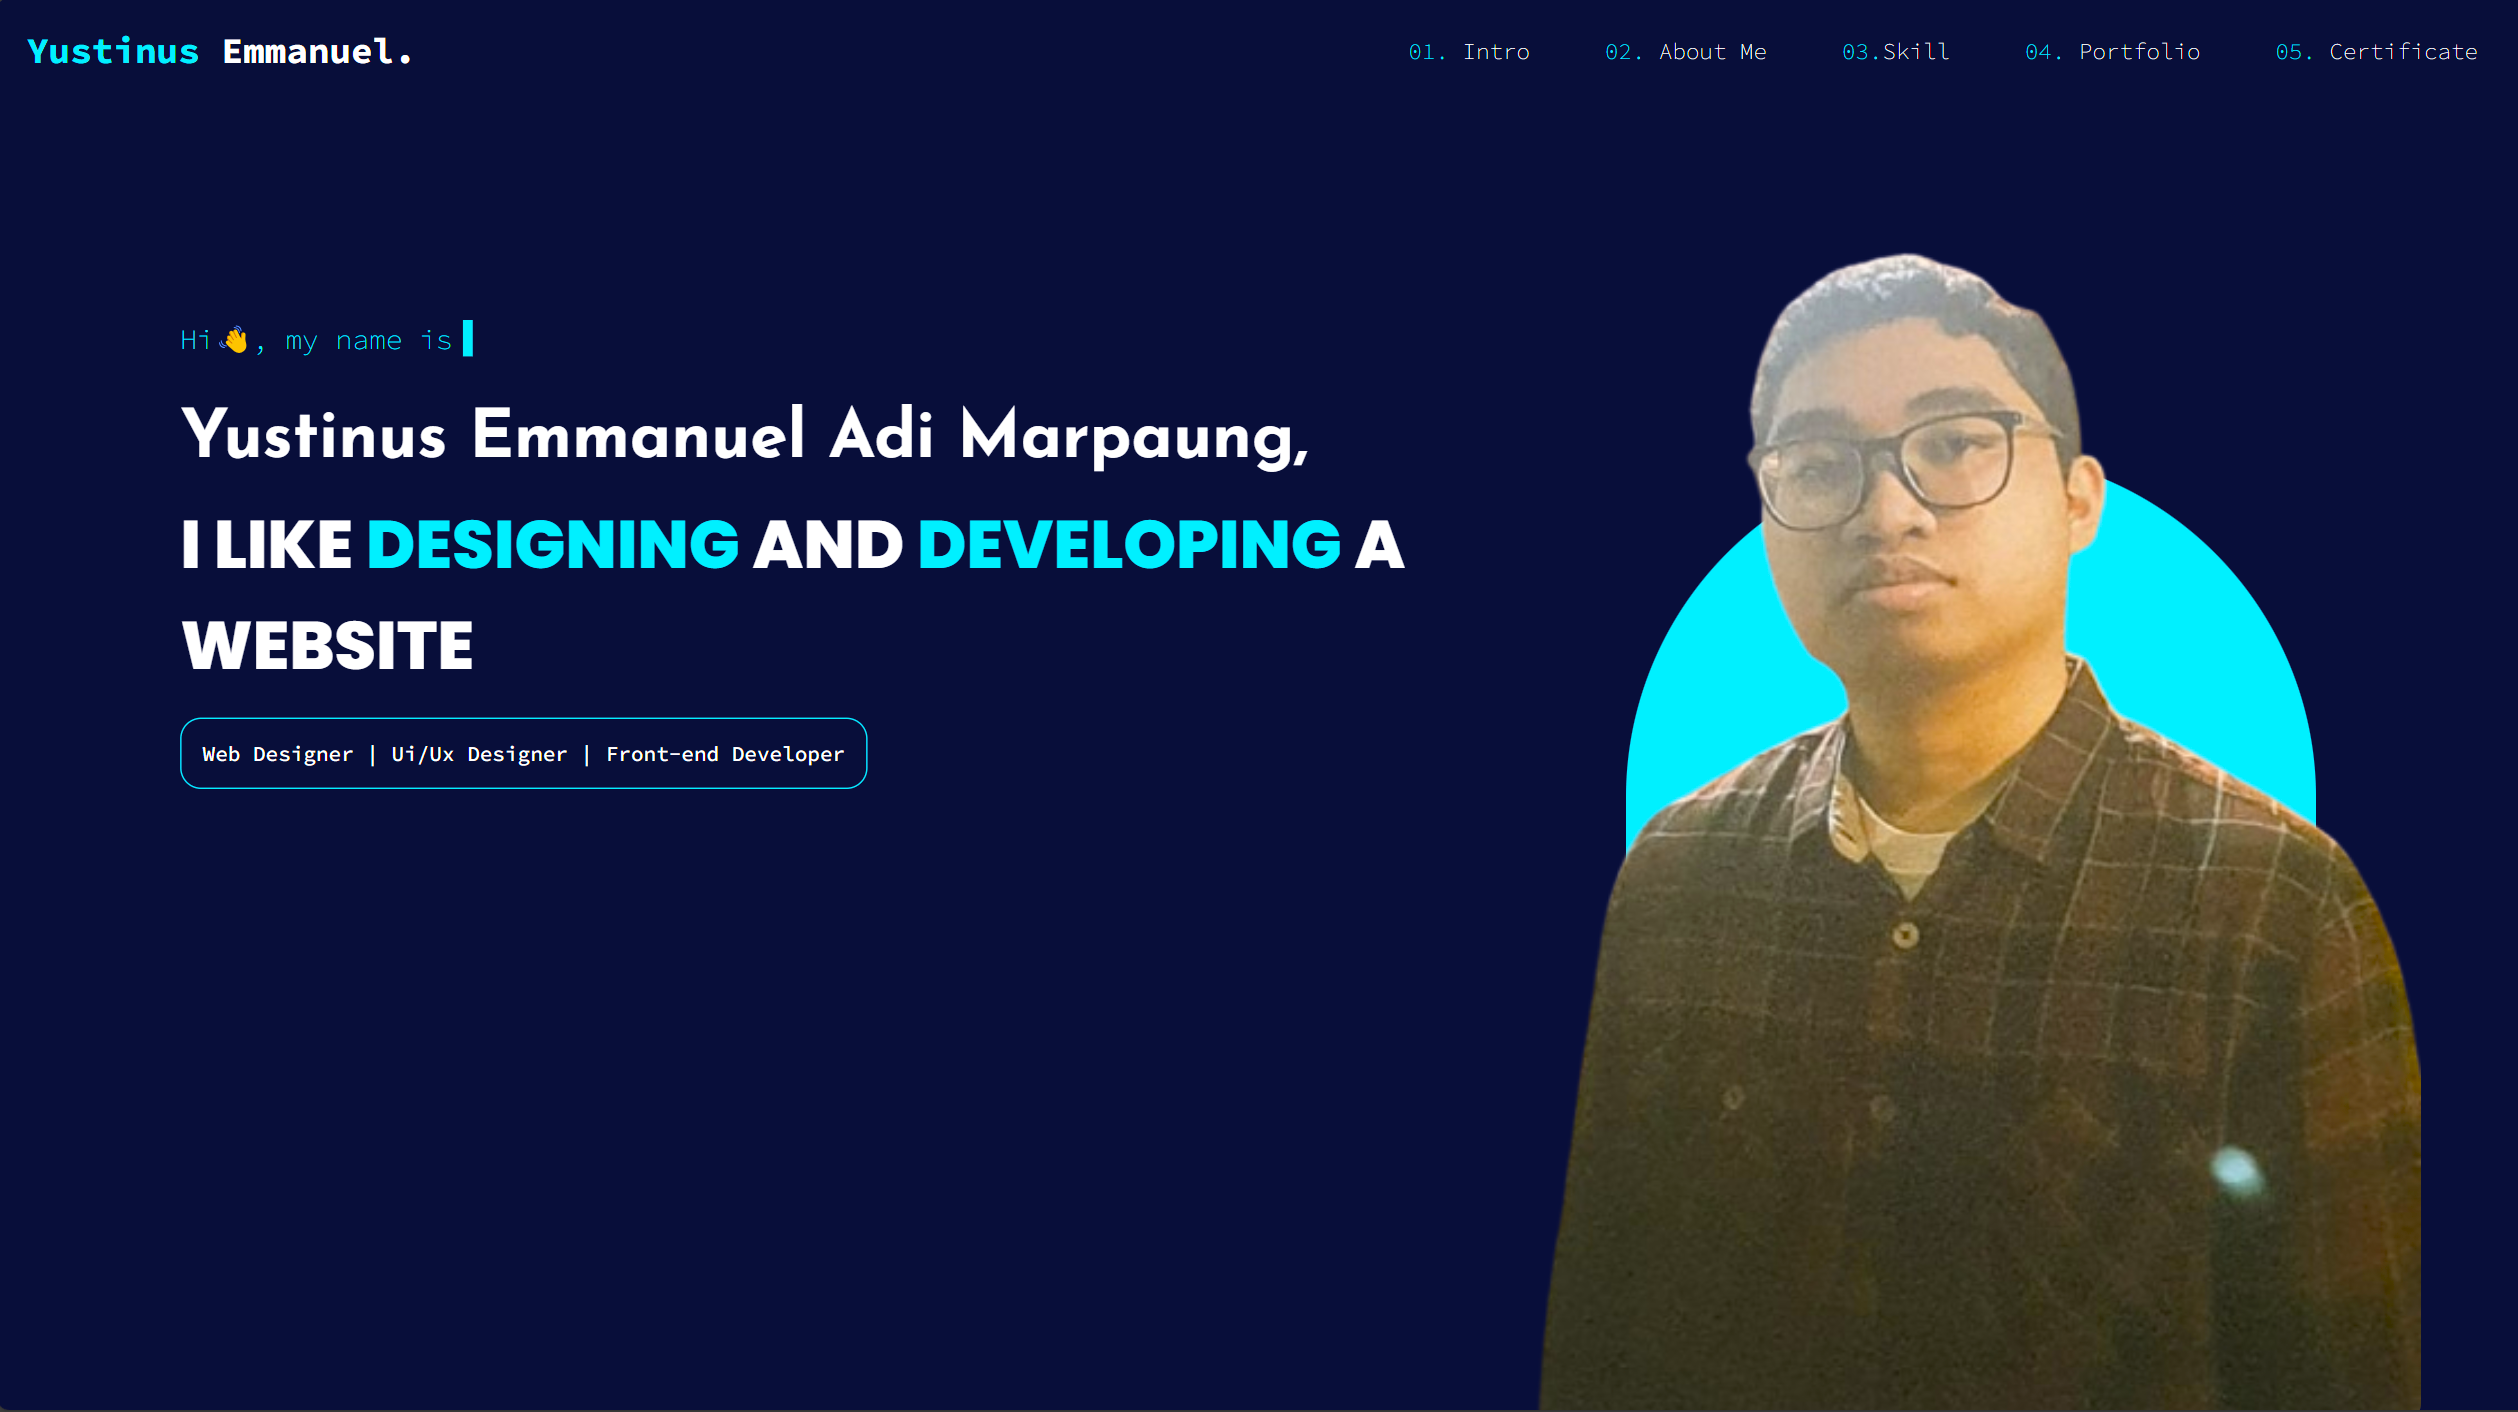 Yustinus Emmanuel.
01. Intro
02. About Me
03.Skill
04. Portfolio
05. Certificate
Hi👋, my name is
Yustinus Emmanuel Adi Marpaung,
I LIKE DESIGNING AND DEVELOPING A
WEBSITE
Web Designer | Ui/Ux Designer | Front-end Developer